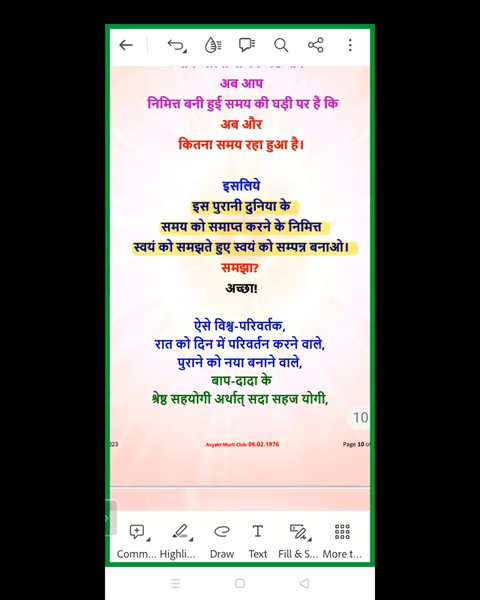 अब आप
निमित्त बनी हुई समय की घड़ी पर है कि
अब और
कितना समय रहा हुआ है।
इसलिये
इस पुरानी दुनिया के
समय को समाप्त करने के निमित्त
स्वयं को समझते हुए स्वयं को सम्पन्न बनाओ।
समझा?
अच्छा!
ऐसे विश्व-परिवर्तक,
रात को दिन में परिवर्तन करने वाले,
पुराने को नया बनाने वाले,
बाप-दादा के
श्रेष्ठ सहयोगी अर्थात् सदा सहज योगी,
10
023 Avyakt Murli Club 06.02.1976 Page 10 o
Comm... Highli... Draw Text Fill & S... More t...